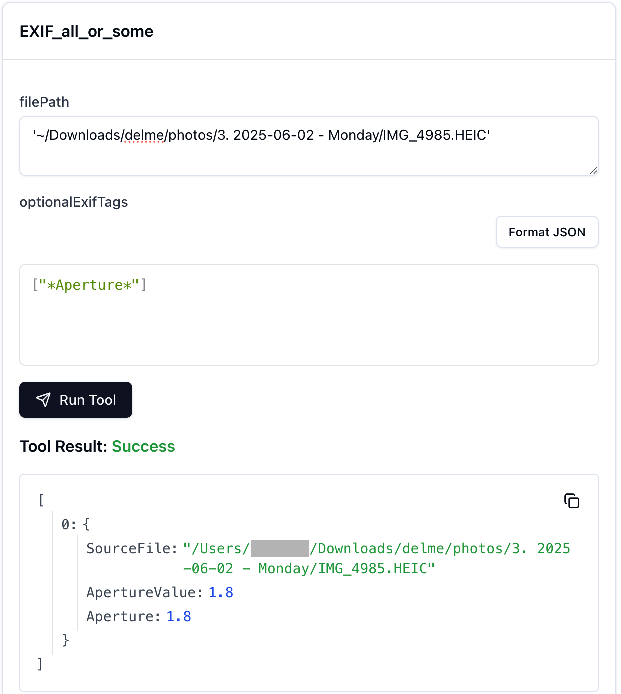 EXIF_all_or_some
filePath
'~/Downloads/delme/photos/3. 2025-06-02 - Monday/IMG_4985.HEIC'
optionalExifTags
Format JSON
["*Aperture*"]
Run Tool
Tool Result: Success
[
0: {
SourceFile: "/Users/ /Downloads/delme/photos/3. 2025
-06-02 - Monday/IMG_4985.HEIC"
ApertureValue: 1.8
Aperture: 1.8
}
]